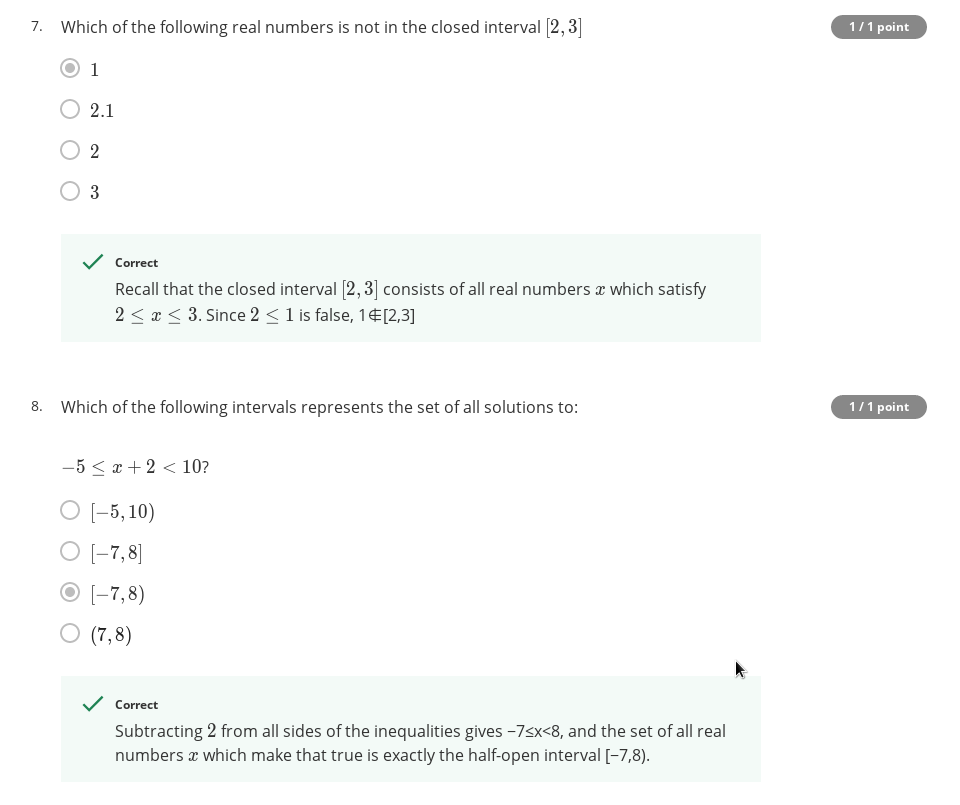 7. Which of the following real numbers is not in the closed interval [2, 3]
1 / 1 point
1
2.1
2
3
Correct
Recall that the closed interval [2, 3] consists of all real numbers x which satisfy
2 ≤ x ≤ 3. Since 2 ≤ 1 is false, 1∉[2,3]
8. Which of the following intervals represents the set of all solutions to:
1 / 1 point
−5 ≤ x + 2 < 10?
[−5, 10)
[−7, 8]
[−7, 8)
(7, 8)
Correct
Subtracting 2 from all sides of the inequalities gives −7≤x<8, and the set of all real
numbers x which make that true is exactly the half-open interval [−7,8).